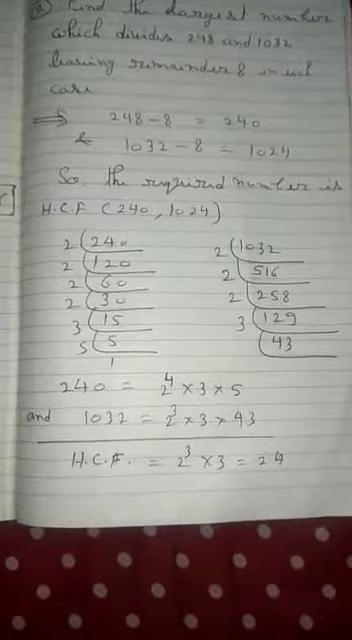 ② Find the largest number
which divides 248 and 1032
leaving remainder 8 in each
case
⇒ 248 - 8 = 240
& 1032 - 8 = 1024
So, the required number is
H.C.F (240, 1024)
2 | 240
2 | 120
2 | 60
2 | 30
3 | 15
5 | 5
1
2 | 1032
2 | 516
2 | 258
3 | 129
43
240 = 2⁴ × 3 × 5
and 1032 = 2³ × 3 × 43
H.C.F. = 2³ × 3 = 24